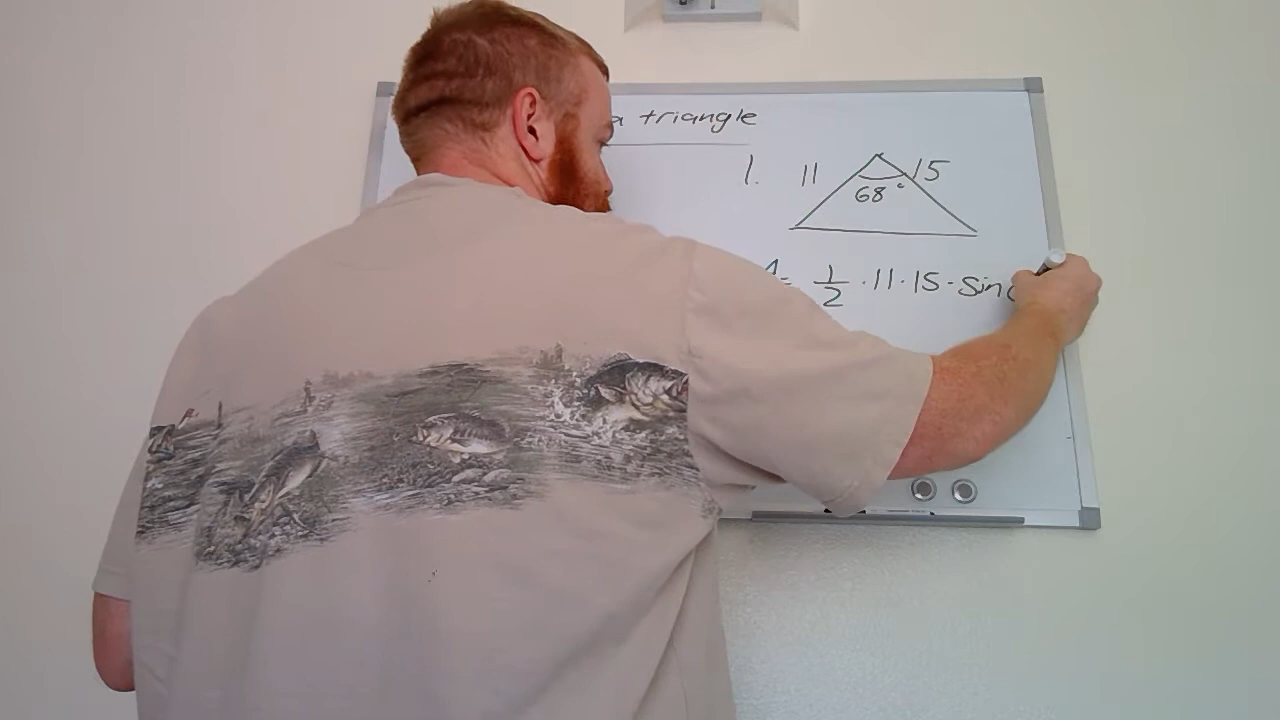 a triangle
1. 11 15
68°
A = 1/2 · 11 · 15 · sin